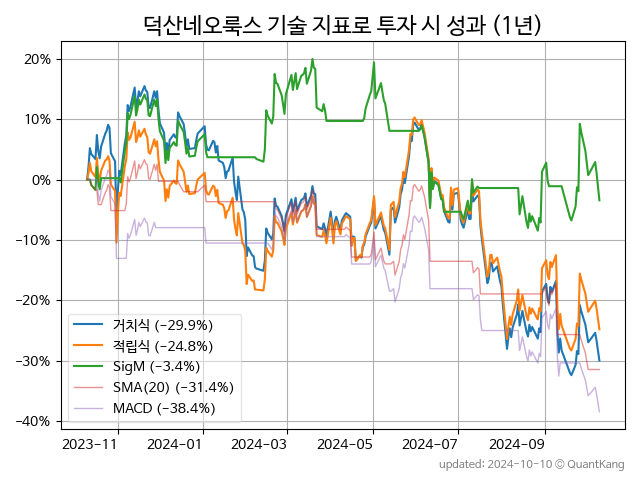 덕산네오룩스 기술 지표로 투자 시 성과 (1년)
20%
10%
0%
−10%
−20%
−30%
−40%
거치식 (−29.9%)
적립식 (−24.8%)
SigM (−3.4%)
SMA(20) (−31.4%)
MACD (−38.4%)
2023-11
2024-01
2024-03
2024-05
2024-07
2024-09
updated: 2024-10-10 © QuantKang